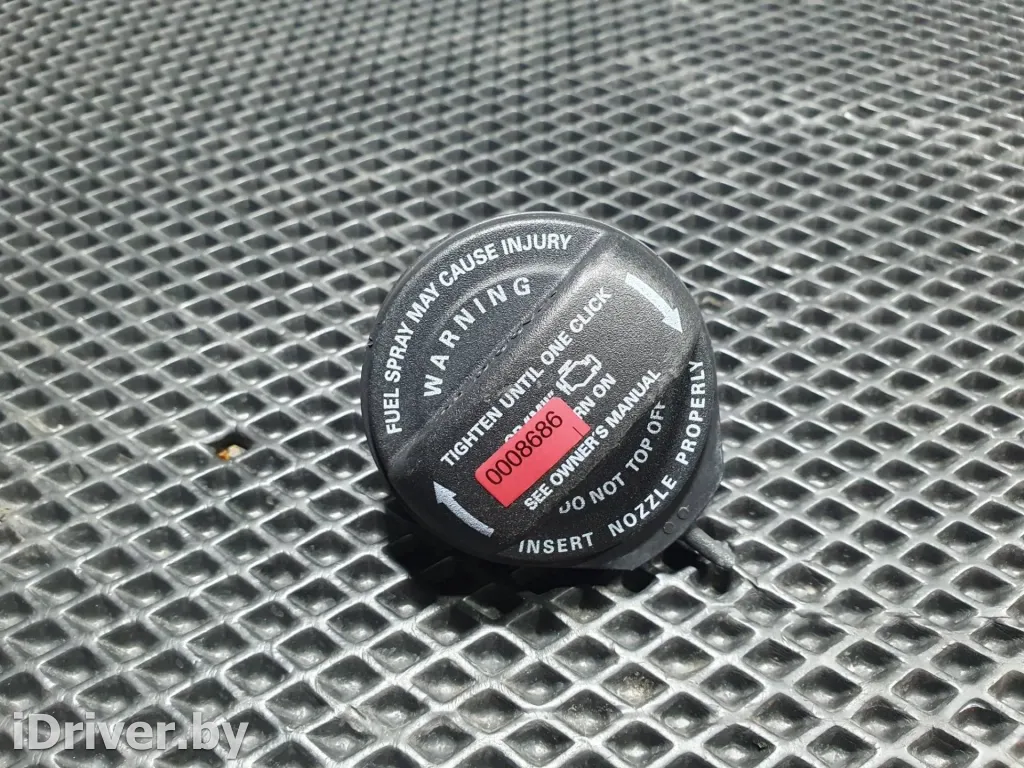 FUEL SPRAY MAY CAUSE INJURY
WARNING
TIGHTEN UNTIL ONE CLICK
ON
0008686
SEE OWNER'S MANUAL
DO NOT TOP OFF
INSERT NOZZLE PROPERLY
iDriver.by